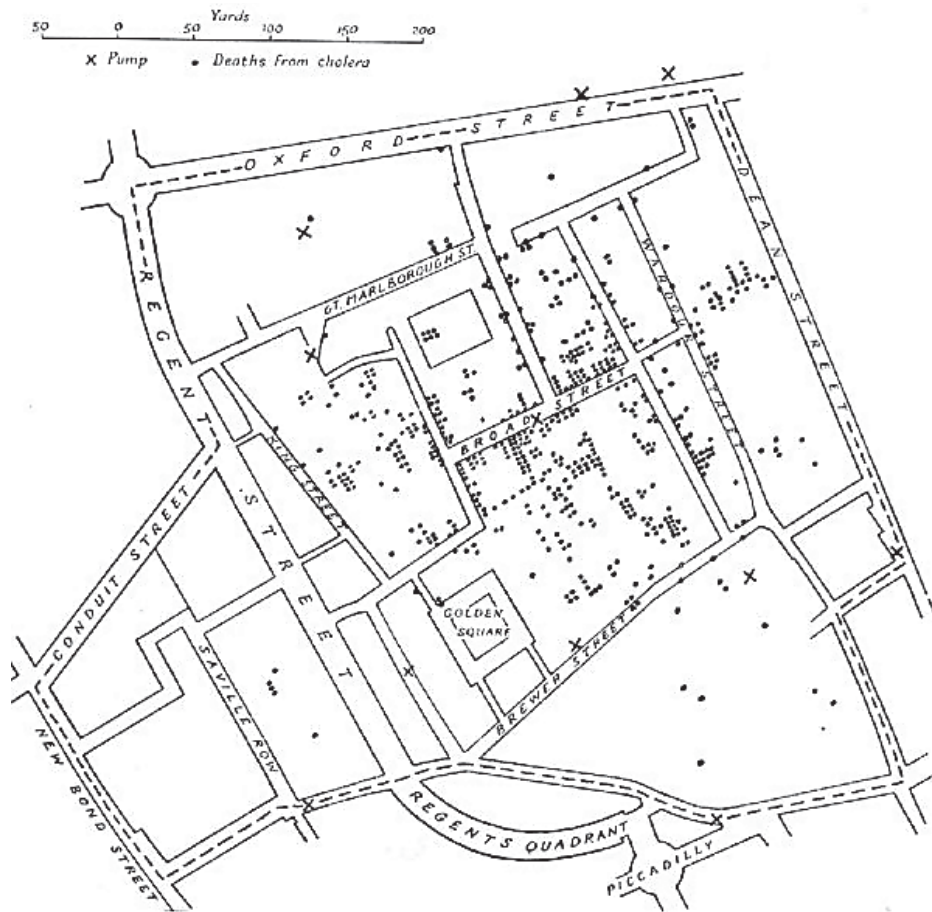 Yards
50 0 50 100 150 200
× Pump • Deaths from cholera
OXFORD STREET
DEAN STREET
WARDOUR STREET
GT. MARLBOROUGH ST.
REGENT STREET
BROAD STREET
KING STREET
CONDUIT STREET
GOLDEN
SQUARE
BREWER STREET
SAVILLE ROW
NEW BOND STREET
REGENTS QUADRANT
PICCADILLY